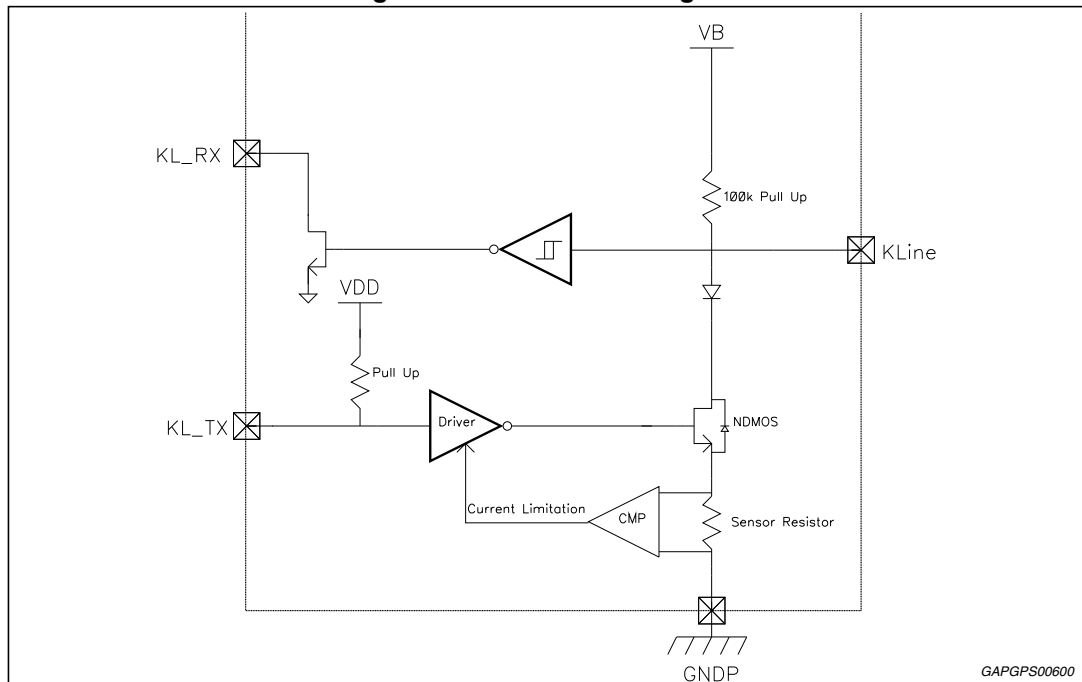 VB
KL_RX
100k Pull Up
KLine
VDD
Pull Up
KL_TX
Driver
NDMOS
Current Limitation
CMP
Sensor Resistor
GNDP
GAPGPS00600